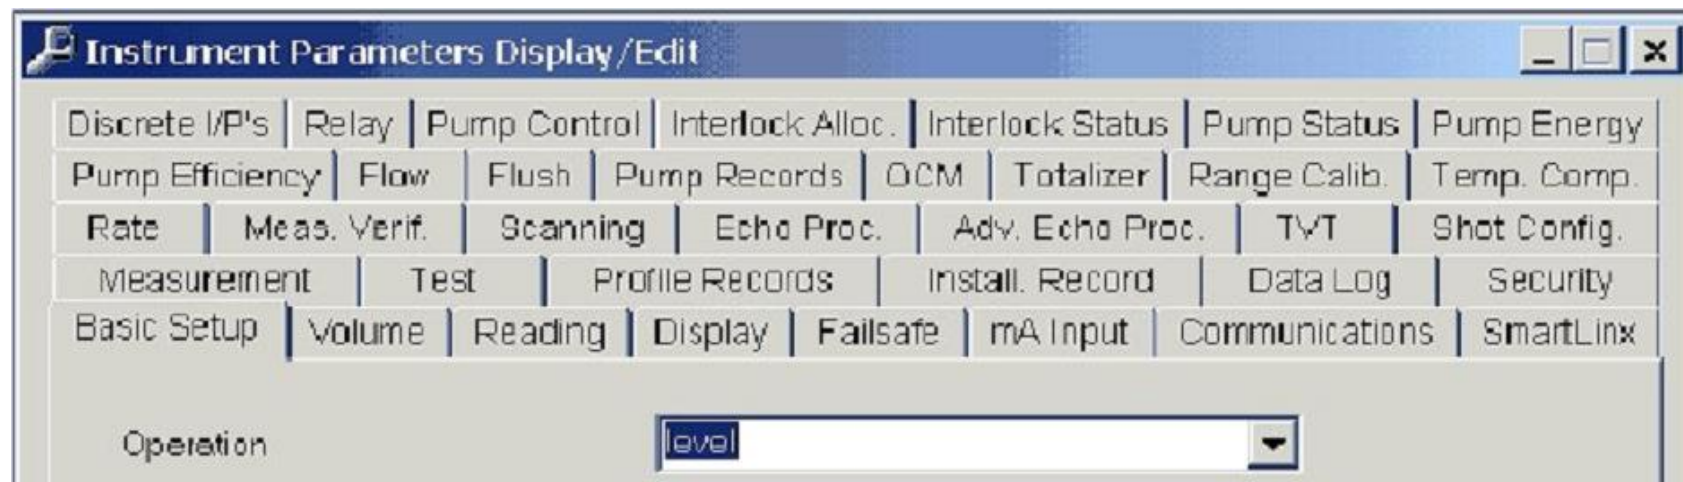 Instrument Parameters Display/Edit
Discrete I/P's Relay Pump Control Interlock Alloc. Interlock Status Pump Status Pump Energy
Pump Efficiency Flow Flush Pump Records OCM Totalizer Range Calib. Temp. Comp.
Rate Meas. Verif. Scanning Echo Proc. Adv. Echo Proc. TVT Shot Config.
Measurement Test Profile Records Install. Record Data Log Security
Basic Setup Volume Reading Display Failsafe mA Input Communications SmartLinx
Operation level